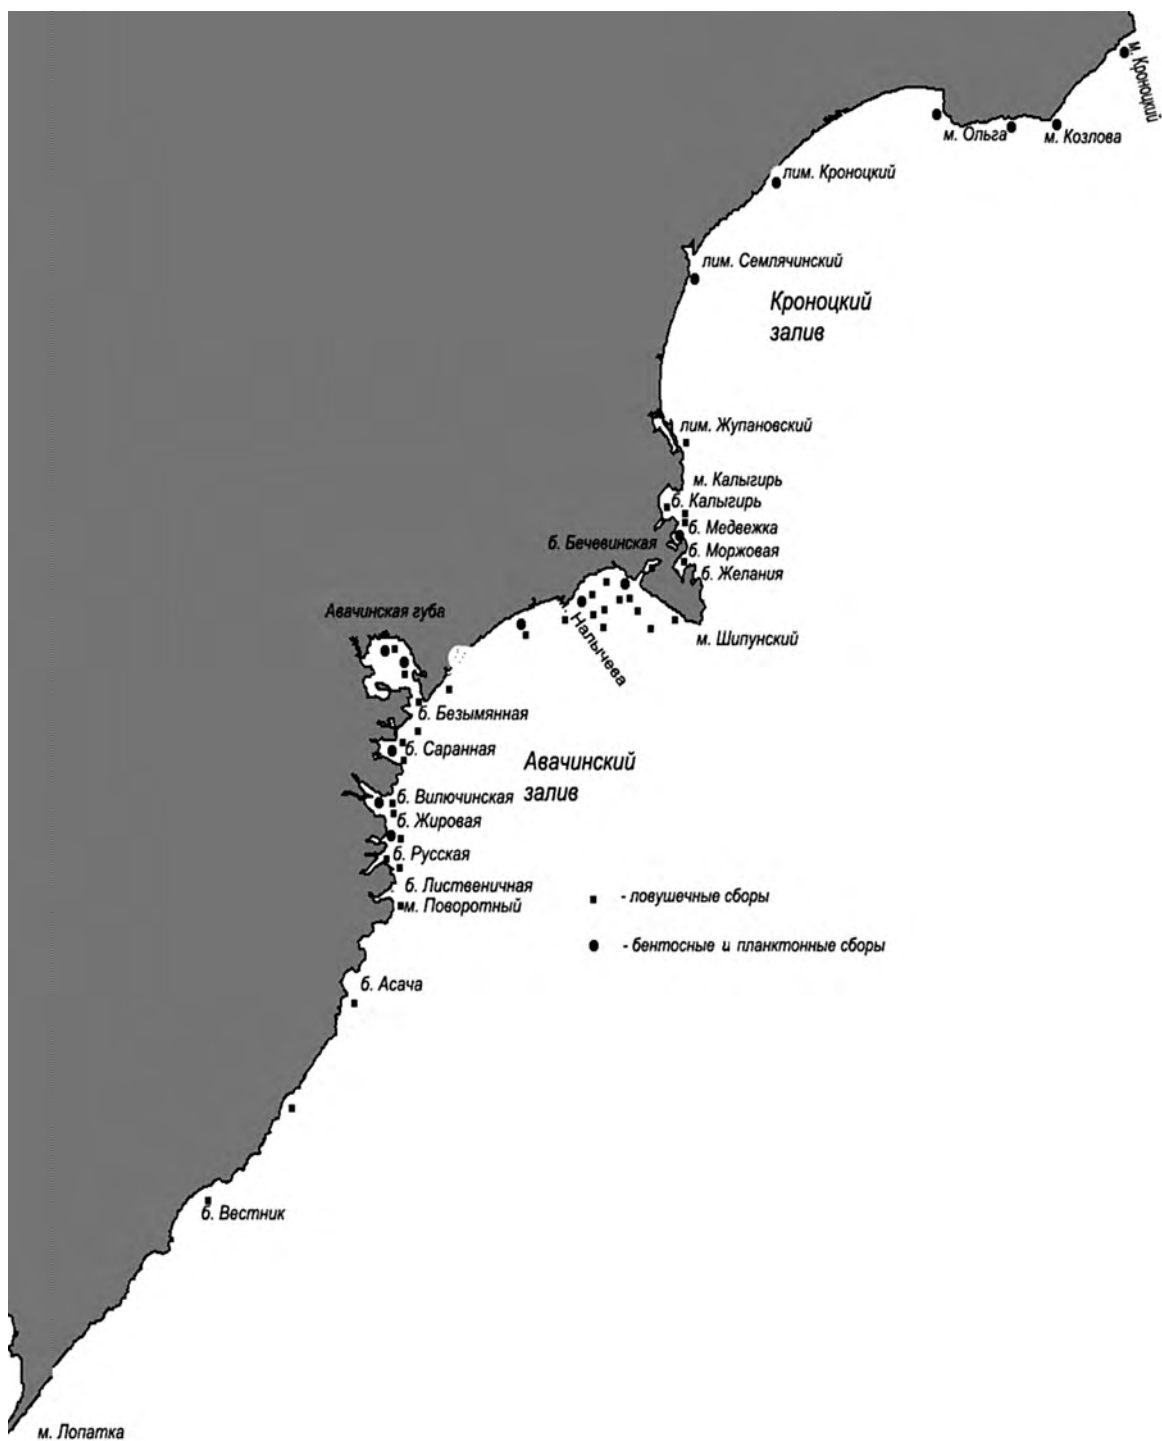 м. Кроноцкий
м. Ольга
м. Козлова
лим. Кроноцкий
лим. Семлячинский
Кроноцкий
залив
лим. Жупановский
м. Калыгирь
б. Калыгирь
б. Медвежка
б. Бечевинская
б. Моржовая
б. Желания
Авачинская губа
Налычева
м. Шипунский
б. Безымянная
б. Саранная
Авачинский
залив
б. Вилючинская
б. Жировая
б. Русская
б. Лиственичная
- ловушечные сборы
м. Поворотный
- бентосные и планктонные сборы
б. Асача
б. Вестник
м. Лопатка